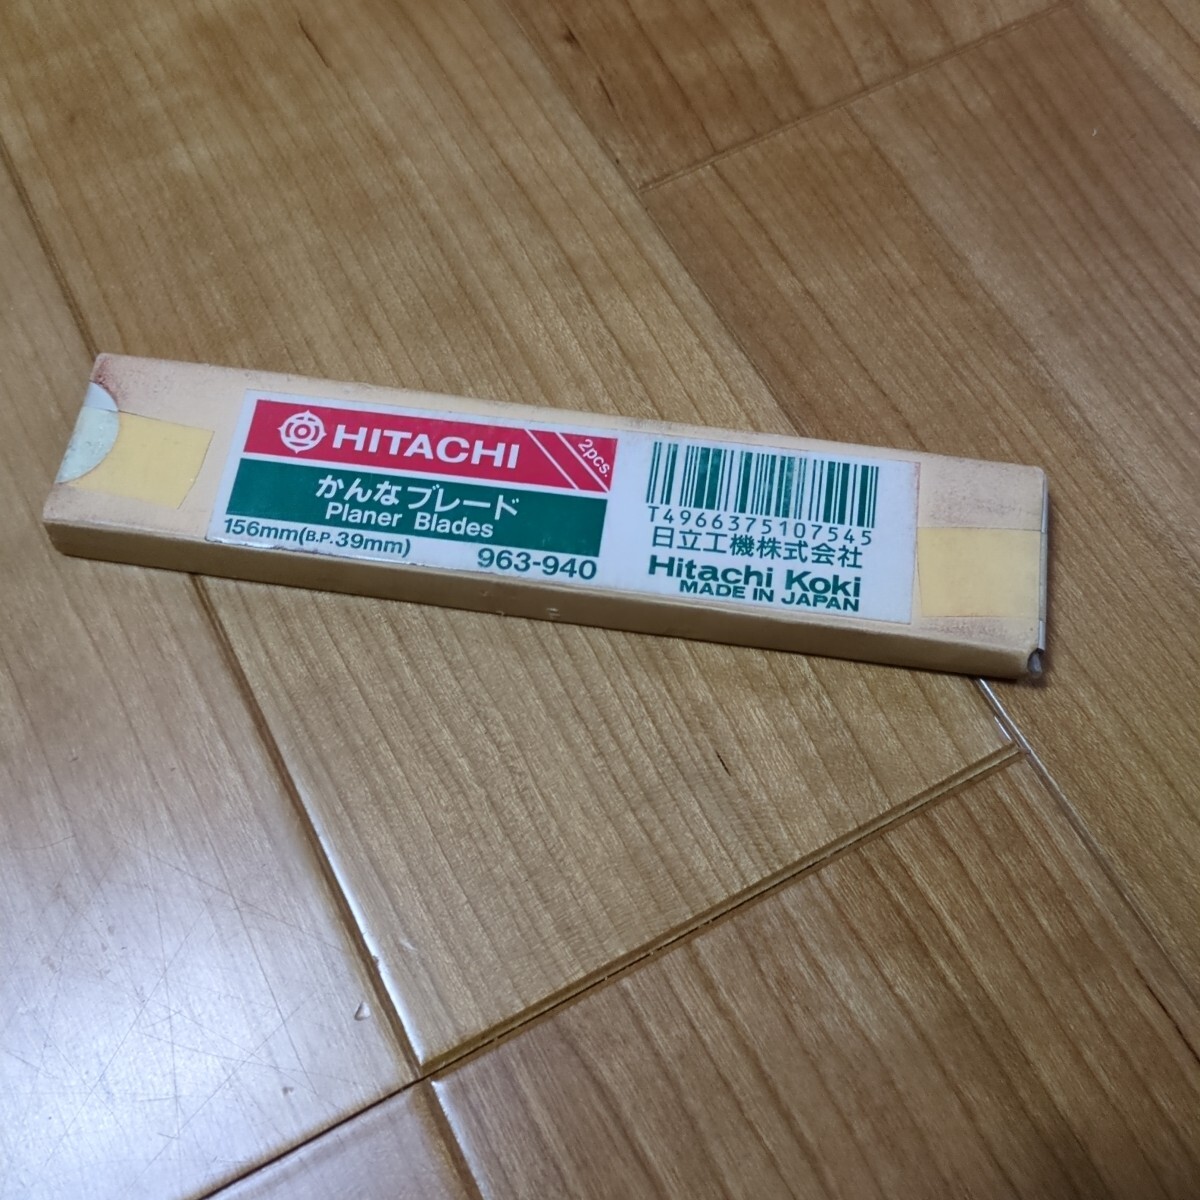 HITACHI
2pcs.
かんなブレード
Planer Blades
156mm(B.P.39mm)
963-940
T4966375107545
日立工機株式会社
Hitachi Koki
MADE IN JAPAN